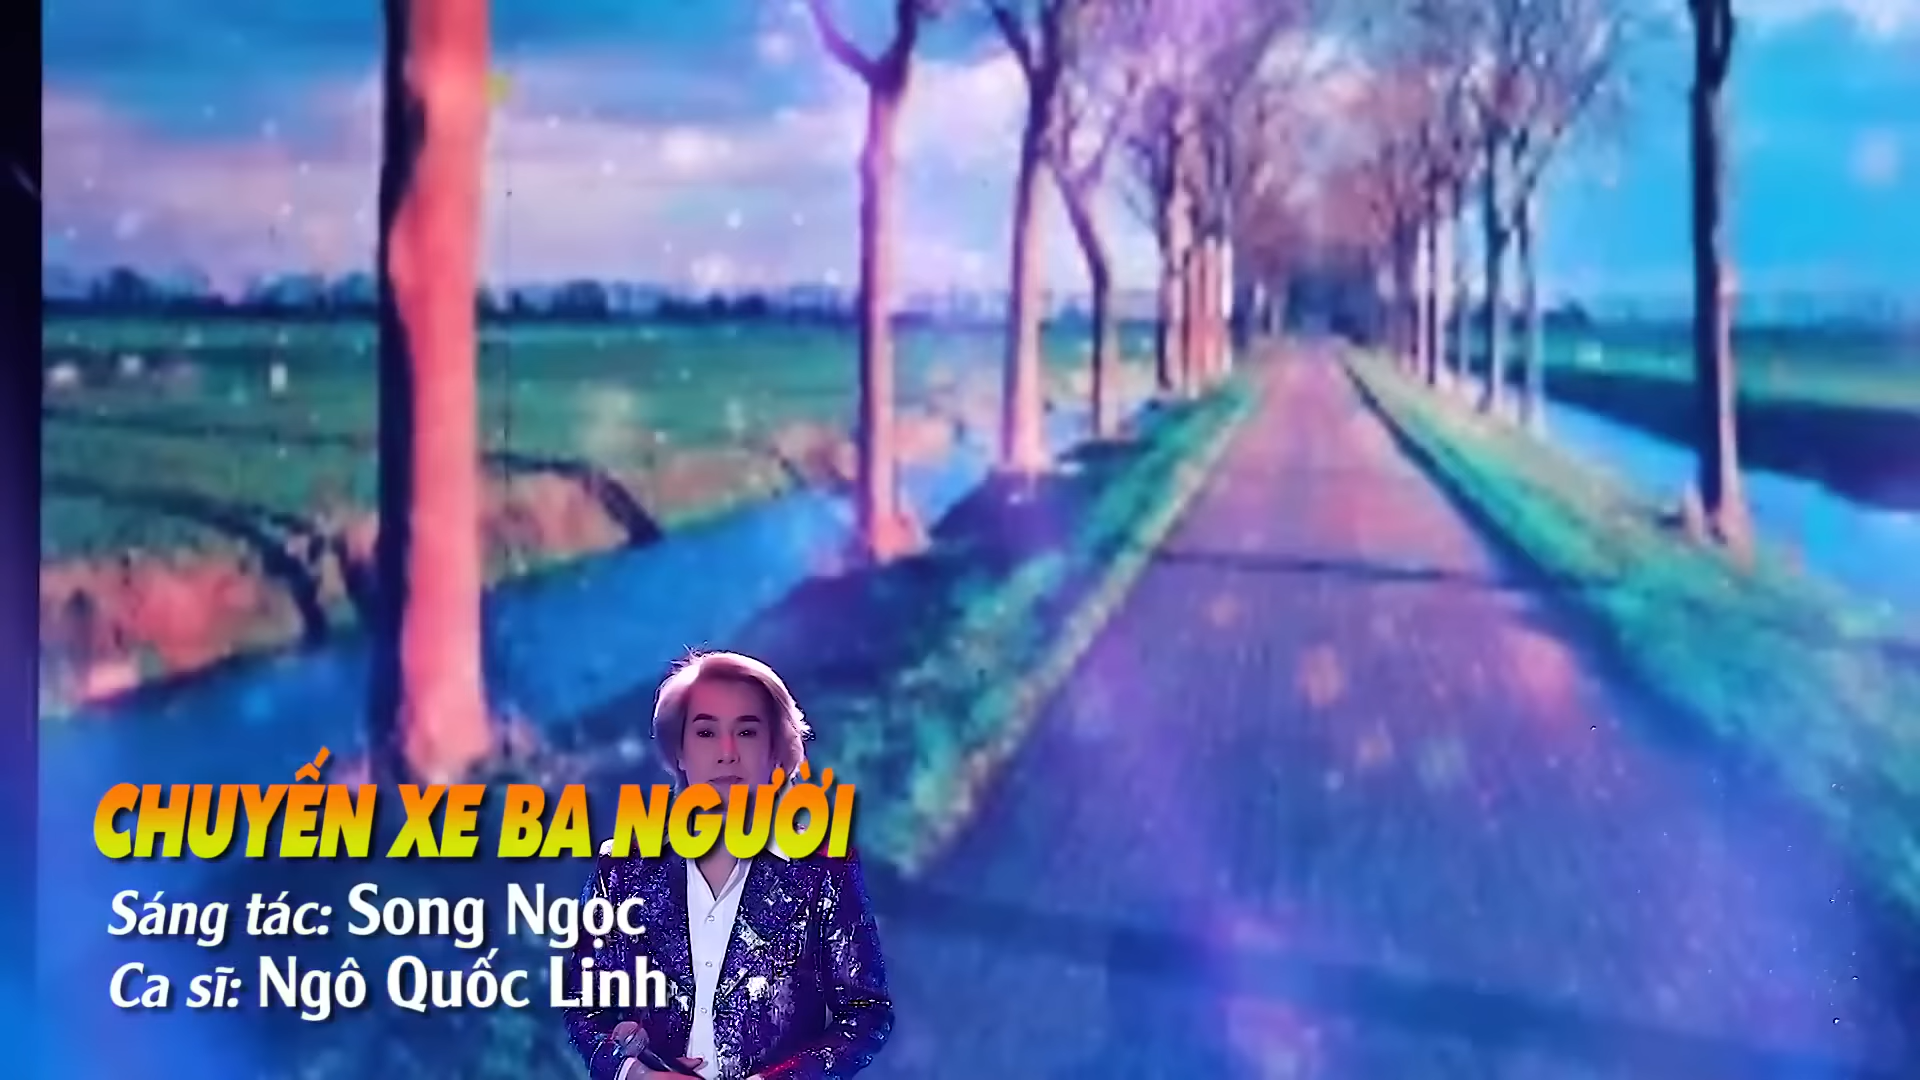 CHUYẾN XE BA NGƯỜI
Sáng tác: Song Ngọc
Ca sĩ: Ngô Quốc Linh